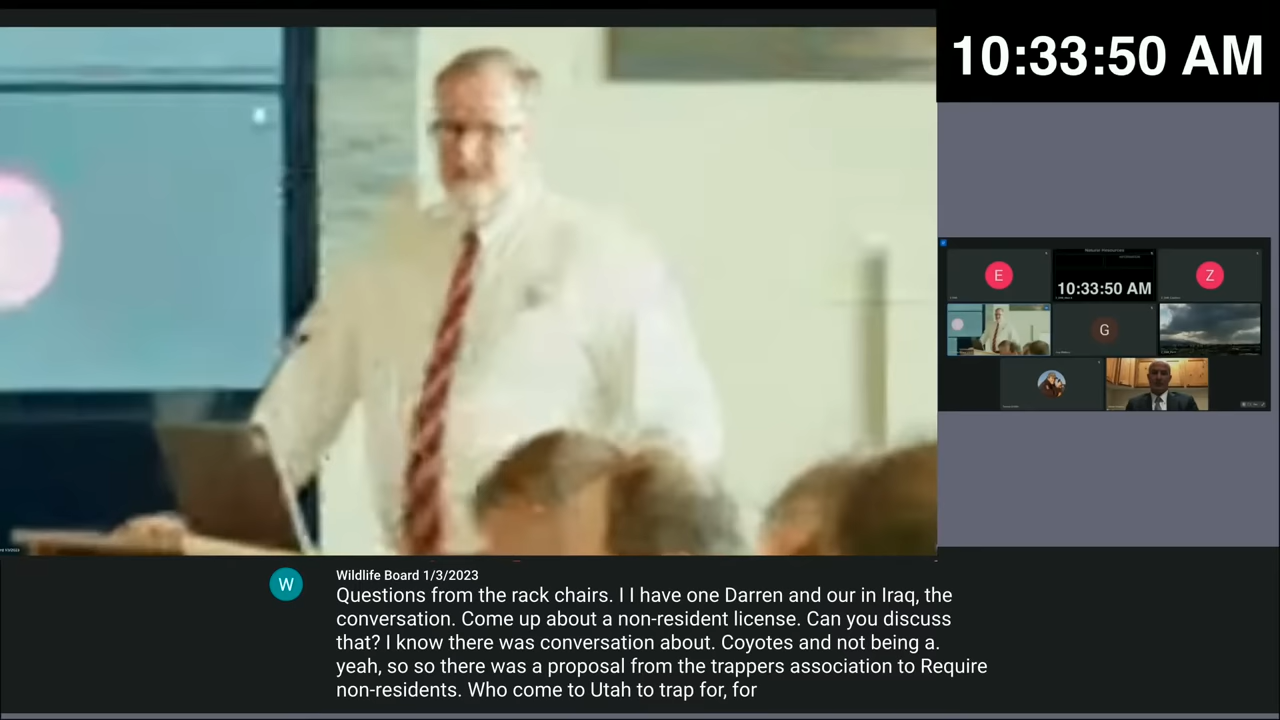 10:33:50 AM
E
10:33:50 AM
Z
G
W
Wildlife Board 1/3/2023
Questions from the rack chairs. I I have one Darren and our in Iraq, the
conversation. Come up about a non-resident license. Can you discuss
that? I know there was conversation about. Coyotes and not being a.
yeah, so so there was a proposal from the trappers association to Require
non-residents. Who come to Utah to trap for, for